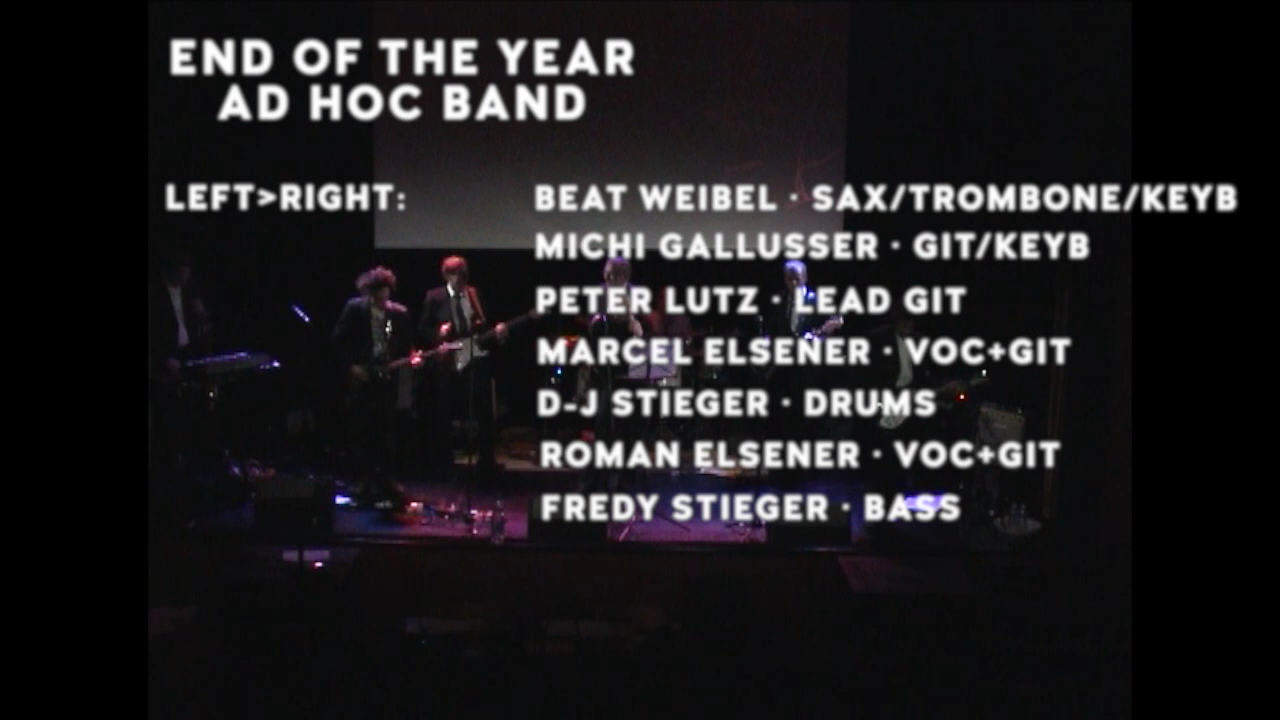 END OF THE YEAR
AD HOC BAND
LEFT>RIGHT: BEAT WEIBEL · SAX/TROMBONE/KEYB
MICHI GALLUSSER · GIT/KEYB
PETER LUTZ · LEAD GIT
MARCEL ELSENER · VOC+GIT
D-J STIEGER · DRUMS
ROMAN ELSENER · VOC+GIT
FREDY STIEGER · BASS